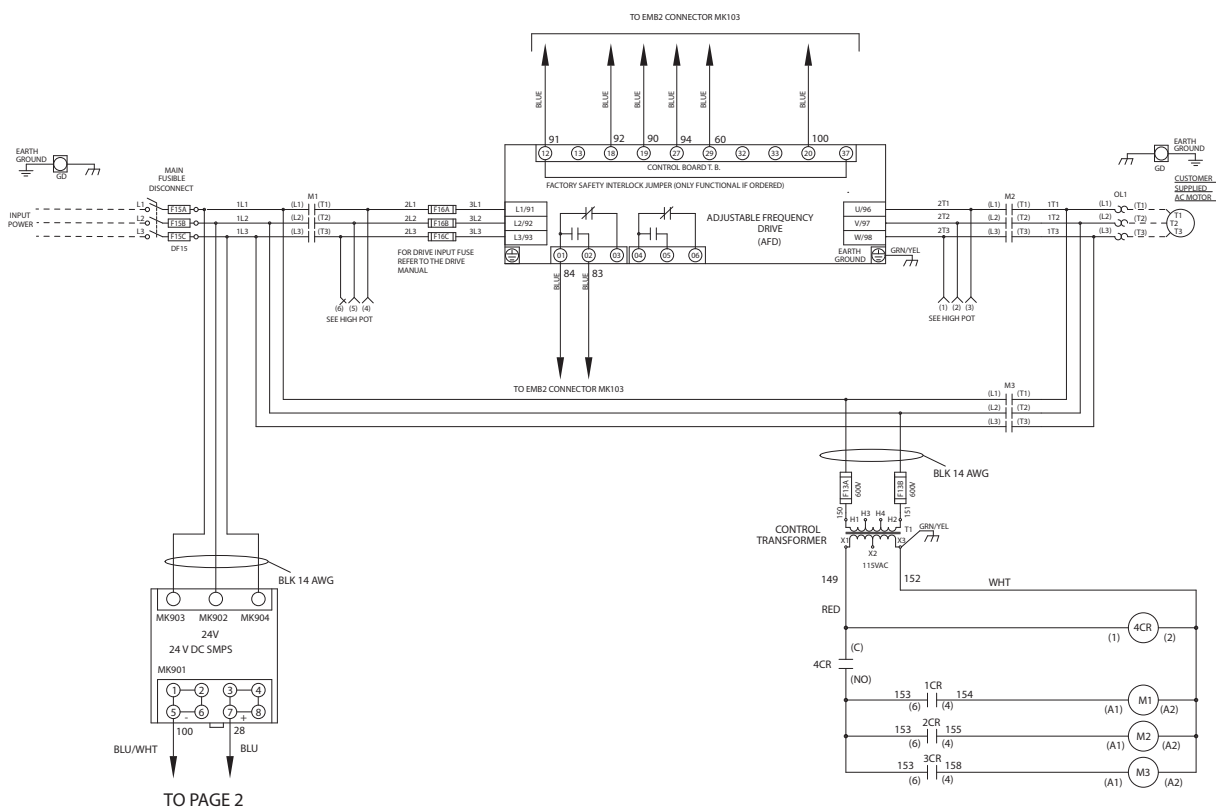 TO EMB2 CONNECTOR MK103
BLUE BLUE BLUE BLUE BLUE BLUE
91 92 90 94 60 100
12 13 18 19 27 29 32 33 20 37
CONTROL BOARD T. B.
FACTORY SAFETY INTERLOCK JUMPER (ONLY FUNCTIONAL IF ORDERED)
EARTH
GROUND
GD
MAIN
FUSIBLE
DISCONNECT
INPUT
POWER
L1 F15A 1L1 (L1) M1 (T1) 2L1 F16A 3L1 L1/91
L2 F15B 1L2 (L2) (T2) 2L2 F16B 3L2 L2/92
L3 F15C 1L3 (L3) (T3) 2L3 F16C 3L3 L3/93
DF15
FOR DRIVE INPUT FUSE
REFER TO THE DRIVE
MANUAL
(6) (5) (4)
SEE HIGH POT
01 02 03 04 05 06
ADJUSTABLE FREQUENCY
DRIVE
(AFD)
EARTH
GROUND
GRN/YEL
U/96 2T1 (L1) M2 (T1) 1T1 (L1) OL1 (T1) T1
V/97 2T2 (L2) (T2) 1T2 (L2) (T2) T2
W/98 2T3 (L3) (T3) 1T3 (L3) (T3) T3
EARTH
GROUND
GD
CUSTOMER
SUPPLIED
AC MOTOR
(1) (2) (3)
SEE HIGH POT
84 83
BLUE BLUE
TO EMB2 CONNECTOR MK103
M3
(L1) (T1)
(L2) (T2)
(L3) (T3)
BLK 14 AWG
F13A 600V F13B 600V
150 151
H1 H3 H4 H2
T1
GRN/YEL
CONTROL
TRANSFORMER
X1 X2 X3
115VAC
149 152 WHT
RED
(1) 4CR (2)
(C)
4CR
(NO)
153 1CR 154
(6) (4) (A1) M1 (A2)
153 2CR 155
(6) (4) (A1) M2 (A2)
153 3CR 158
(6) (4) (A1) M3 (A2)
BLK 14 AWG
MK903 MK902 MK904
24V
24 V DC SMPS
MK901
1 2 3 4
5 - 6 7 + 8
100 28
BLU/WHT BLU
TO PAGE 2